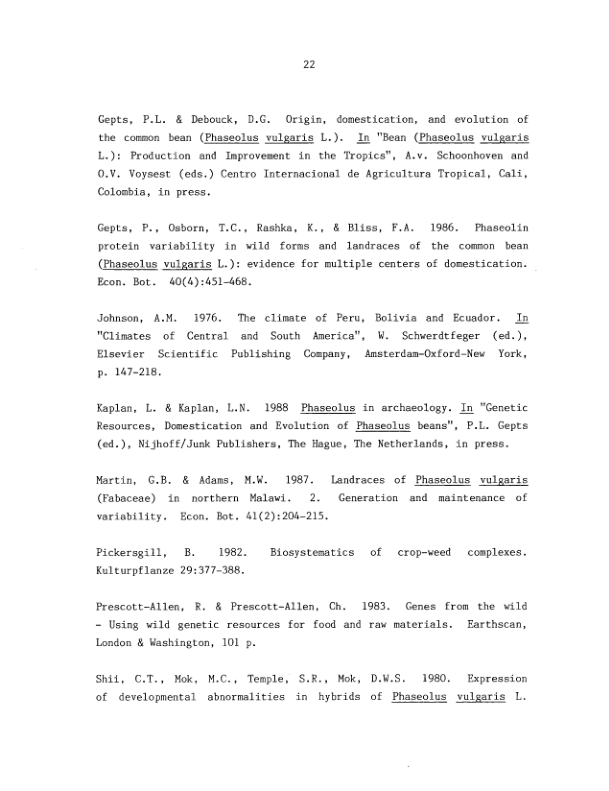 22
Gepts, P.L. & Debouck, D.G. Origin, domestication, and evolution of
the common bean (Phaseolus vulgaris L.). In "Bean (Phaseolus vulgaris
L.): Production and Improvement in the Tropics", A.v. Schoonhoven and
O.V. Voysest (eds.) Centro Internacional de Agricultura Tropical, Cali,
Colombia, in press.
Gepts, P., Osborn, T.C., Rashka, K., & Bliss, F.A. 1986. Phaseolin
protein variability in wild forms and landraces of the common bean
(Phaseolus vulgaris L.): evidence for multiple centers of domestication.
Econ. Bot. 40(4):451-468.
Johnson, A.M. 1976. The climate of Peru, Bolivia and Ecuador. In
"Climates of Central and South America", W. Schwerdtfeger (ed.),
Elsevier Scientific Publishing Company, Amsterdam-Oxford-New York,
p. 147-218.
Kaplan, L. & Kaplan, L.N. 1988 Phaseolus in archaeology. In "Genetic
Resources, Domestication and Evolution of Phaseolus beans", P.L. Gepts
(ed.), Nijhoff/Junk Publishers, The Hague, The Netherlands, in press.
Martin, G.B. & Adams, M.W. 1987. Landraces of Phaseolus vulgaris
(Fabaceae) in northern Malawi. 2. Generation and maintenance of
variability. Econ. Bot. 41(2):204-215.
Pickersgill, B. 1982. Biosystematics of crop-weed complexes.
Kulturpflanze 29:377-388.
Prescott-Allen, R. & Prescott-Allen, Ch. 1983. Genes from the wild
- Using wild genetic resources for food and raw materials. Earthscan,
London & Washington, 101 p.
Shii, C.T., Mok, M.C., Temple, S.R., Mok, D.W.S. 1980. Expression
of developmental abnormalities in hybrids of Phaseolus vulgaris L.